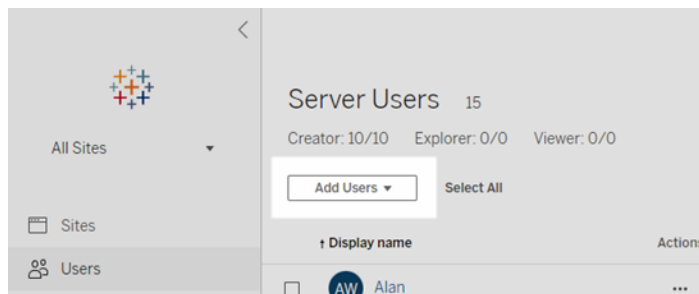 Server Users 15
Creator: 10/10 Explorer: 0/0 Viewer: 0/0
All Sites
Add Users Select All
Sites
↑ Display name Actions
Users
AW Alan